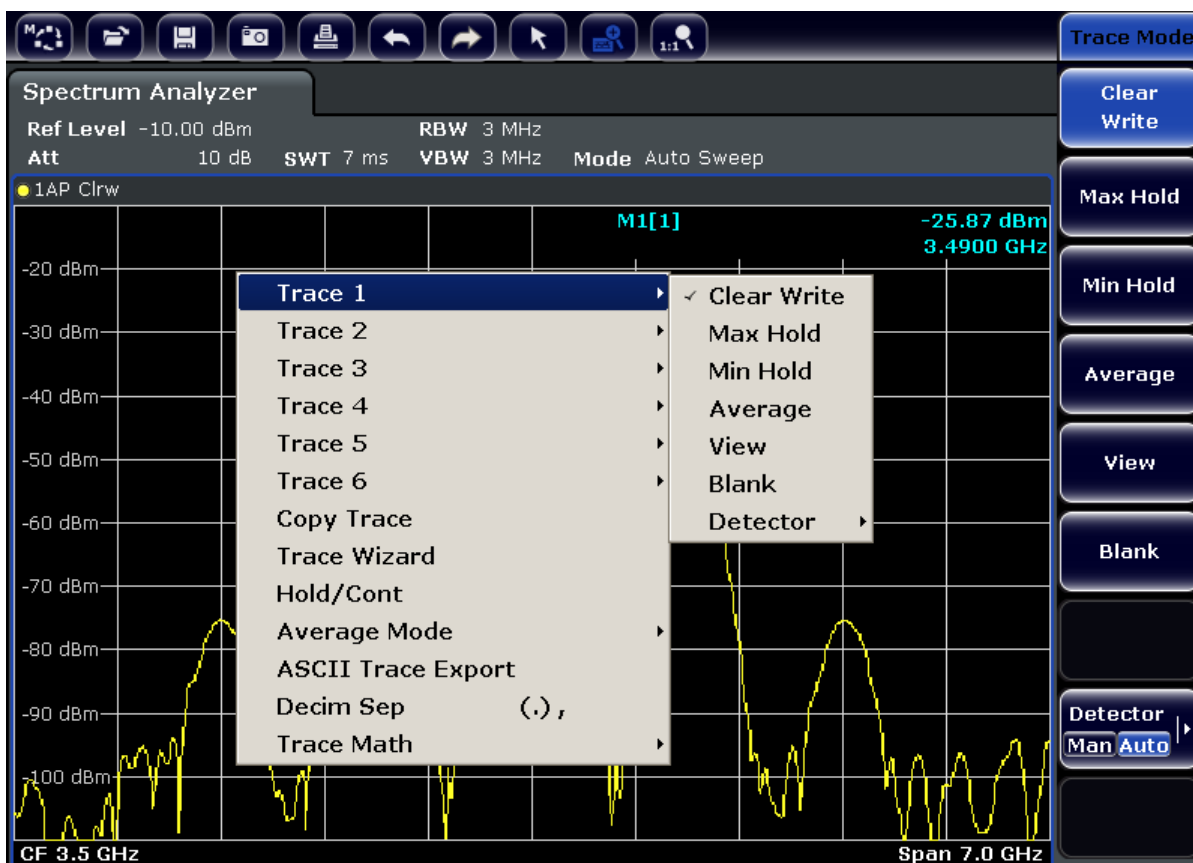 M
1:1
Trace Mode
Spectrum Analyzer
Ref Level -10.00 dBm RBW 3 MHz
Att 10 dB SWT 7 ms VBW 3 MHz Mode Auto Sweep
1AP Clrw
M1[1] -25.87 dBm
3.4900 GHz
-20 dBm
-30 dBm
-40 dBm
-50 dBm
-60 dBm
-70 dBm
-80 dBm
-90 dBm
-100 dBm
Trace 1
Trace 2
Trace 3
Trace 4
Trace 5
Trace 6
Copy Trace
Trace Wizard
Hold/Cont
Average Mode
ASCII Trace Export
Decim Sep (.) ,
Trace Math
Clear Write
Max Hold
Min Hold
Average
View
Blank
Detector
CF 3.5 GHz Span 7.0 GHz
Clear
Write
Max Hold
Min Hold
Average
View
Blank
Detector
Man Auto